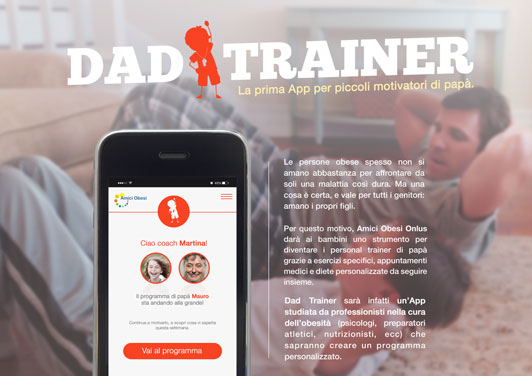 DAD TRAINER
La prima App per piccoli motivatori di papà.
Amici Obesi
Ciao coach Martina!
Il programma di papà Mauro
sta andando alla grande!
Continua a motivarlo, e scopri cosa vi aspetta
questa settimana.
Vai al programma
Le persone obese spesso non si
amano abbastanza per affrontare da
soli una malattia così dura. Ma una
cosa è certa, e vale per tutti i genitori:
amano i propri figli.
Per questo motivo, Amici Obesi Onlus
darà ai bambini uno strumento per
diventare i personal trainer di papà
grazie a esercizi specifici, appuntamenti
medici e diete personalizzate da seguire
insieme.
Dad Trainer sarà infatti un'App
studiata da professionisti nella cura
dell'obesità (psicologi, preparatori
atletici, nutrizionisti, ecc) che
sapranno creare un programma
personalizzato.